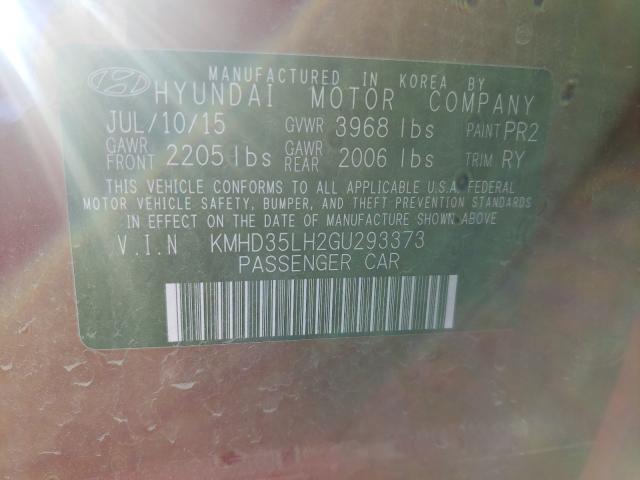 MANUFACTURED IN KOREA BY
HYUNDAI MOTOR COMPANY
JUL/10/15 GVWR 3968 lbs PAINT PR2
GAWR FRONT 2205 lbs GAWR REAR 2006 lbs TRIM RY
THIS VEHICLE CONFORMS TO ALL APPLICABLE U.S.A. FEDERAL
MOTOR VEHICLE SAFETY, BUMPER, AND THEFT PREVENTION STANDARDS
IN EFFECT ON THE DATE OF MANUFACTURE SHOWN ABOVE
V.I.N KMHD35LH2GU293373
PASSENGER CAR